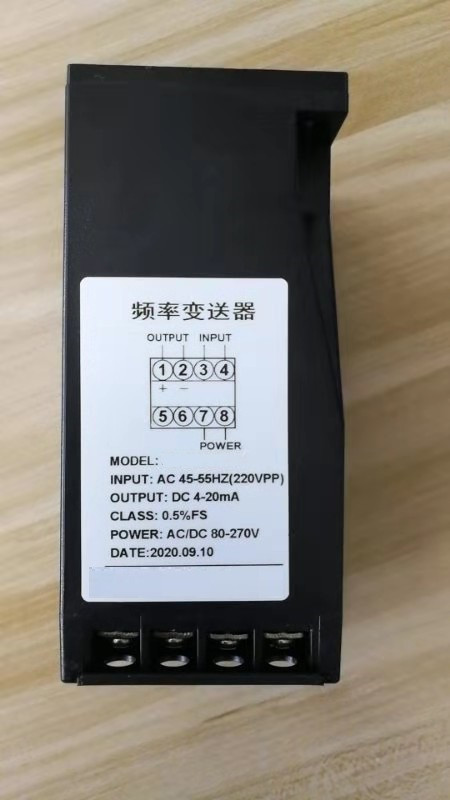 频率变送器
OUTPUT INPUT
1 2 3 4
+ −
5 6 7 8
POWER
MODEL:
INPUT: AC 45-55HZ(220VPP)
OUTPUT: DC 4-20mA
CLASS: 0.5%FS
POWER: AC/DC 80-270V
DATE:2020.09.10